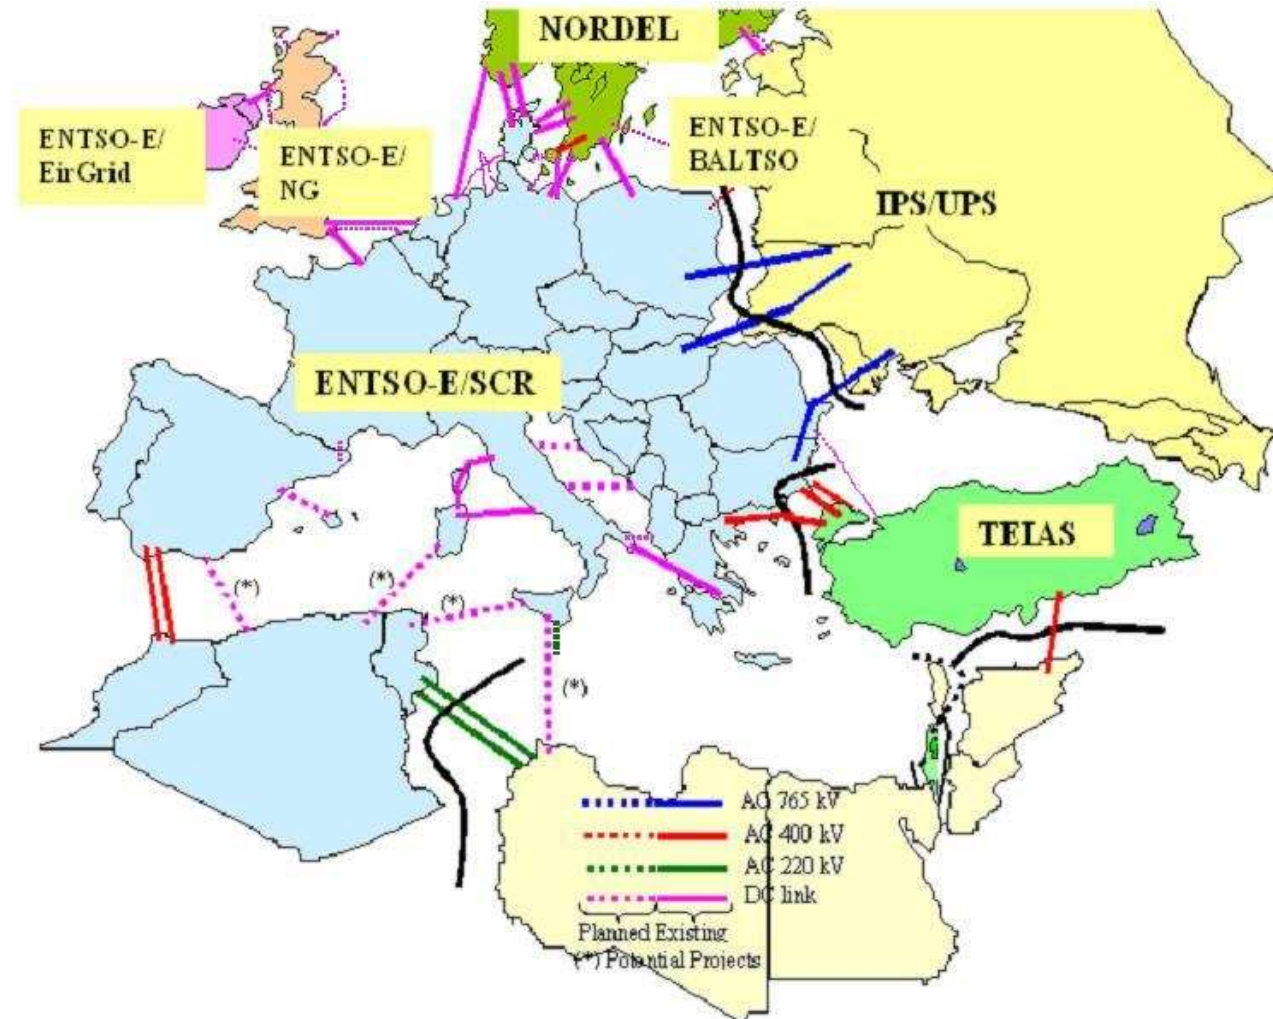 NORDEL
ENTSO-E/
EirGrid
ENTSO-E/
NG
ENTSO-E/
BALTSO
IPS/UPS
ENTSO-E/SCR
TEIAS
(*)
(*)
(*)
(*)
AC 765 kV
AC 400 kV
AC 220 kV
DC link
Planned Existing
(*) Potantial Projects